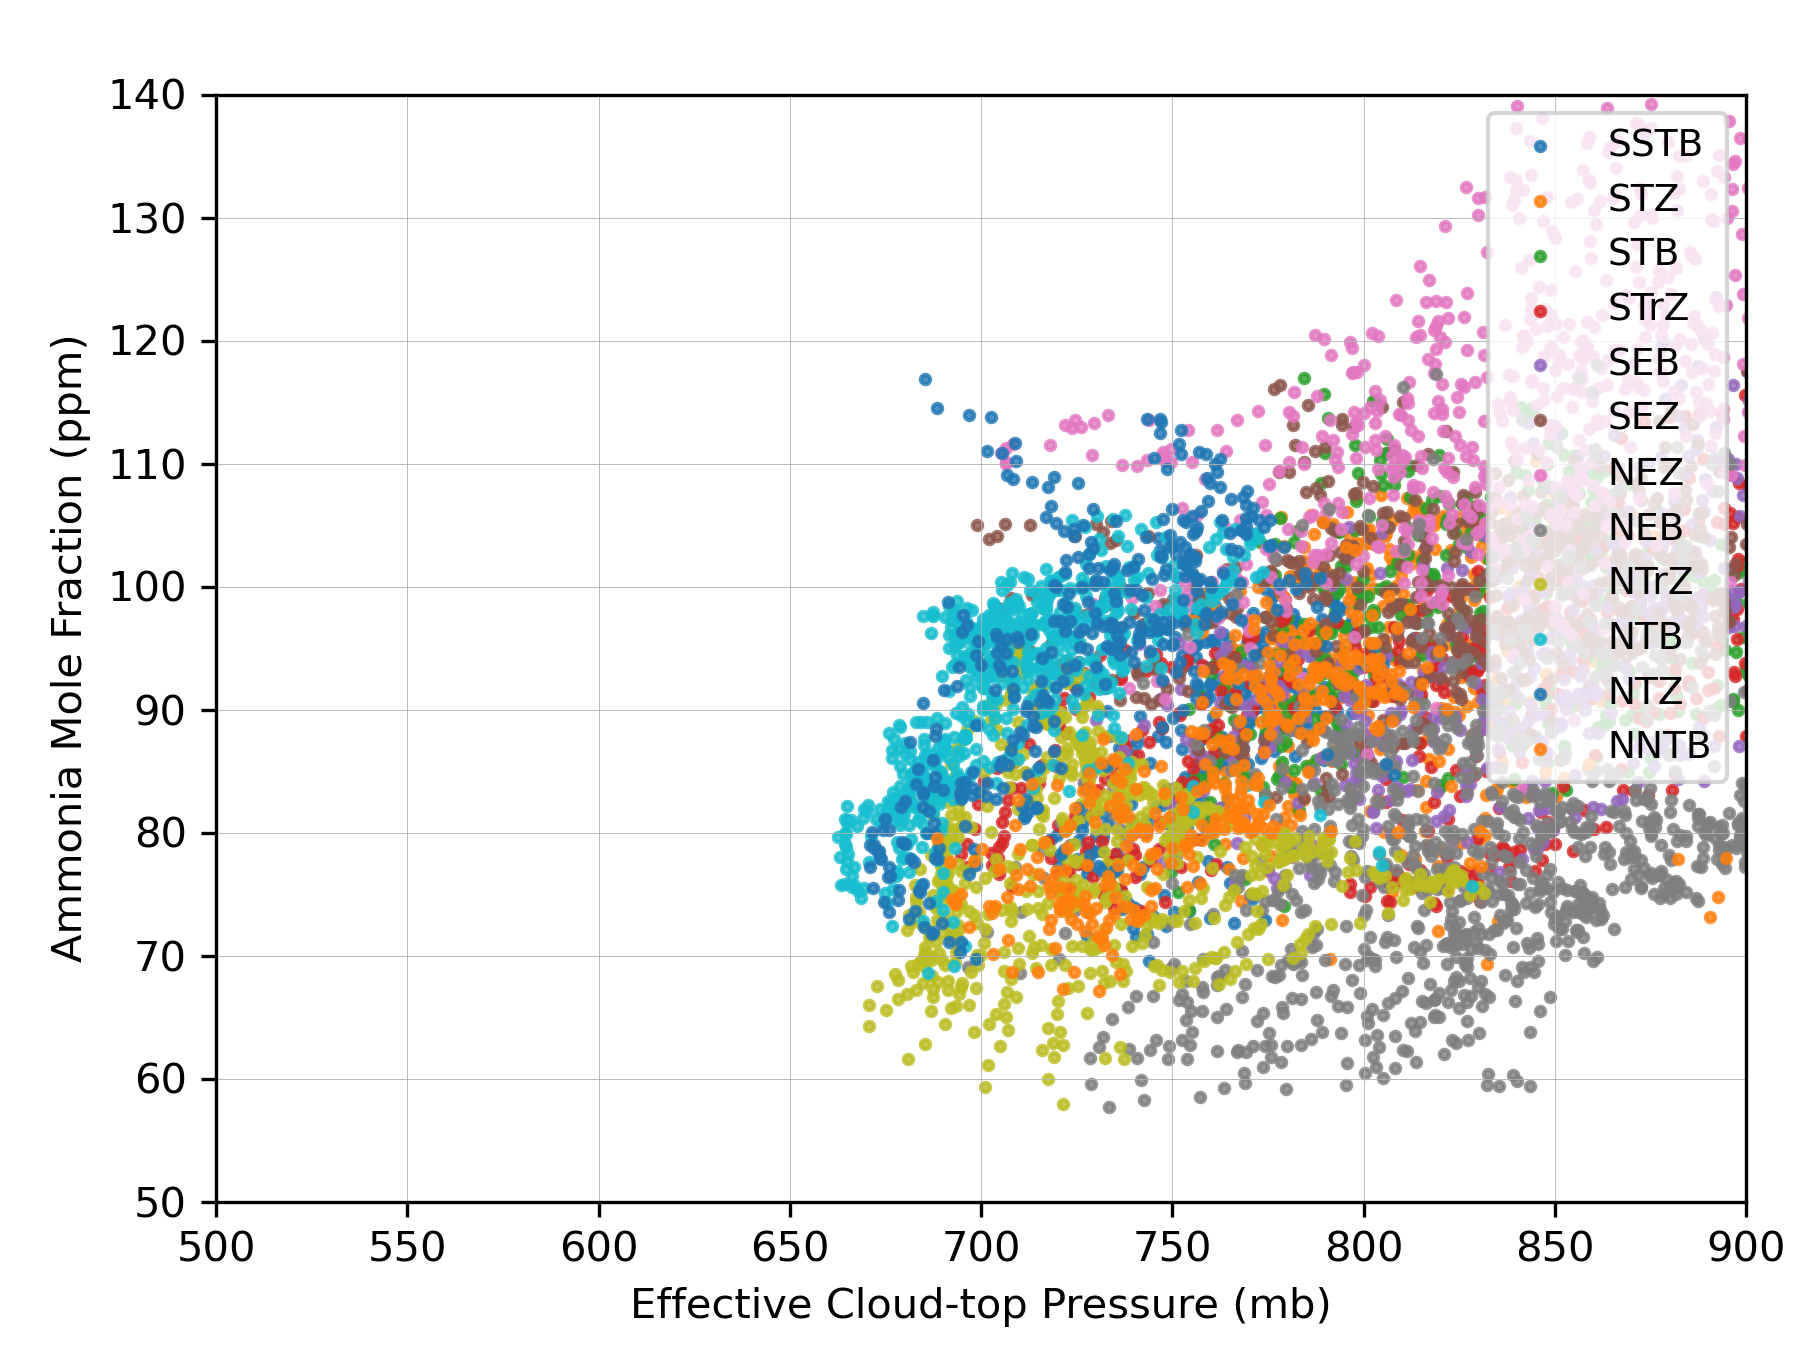 140
130
120
110
100
90
80
70
60
50
Ammonia Mole Fraction (ppm)
SSTB
STZ
STB
STrZ
SEB
SEZ
NEZ
NEB
NTrZ
NTB
NTZ
NNTB
500 550 600 650 700 750 800 850 900
Effective Cloud-top Pressure (mb)